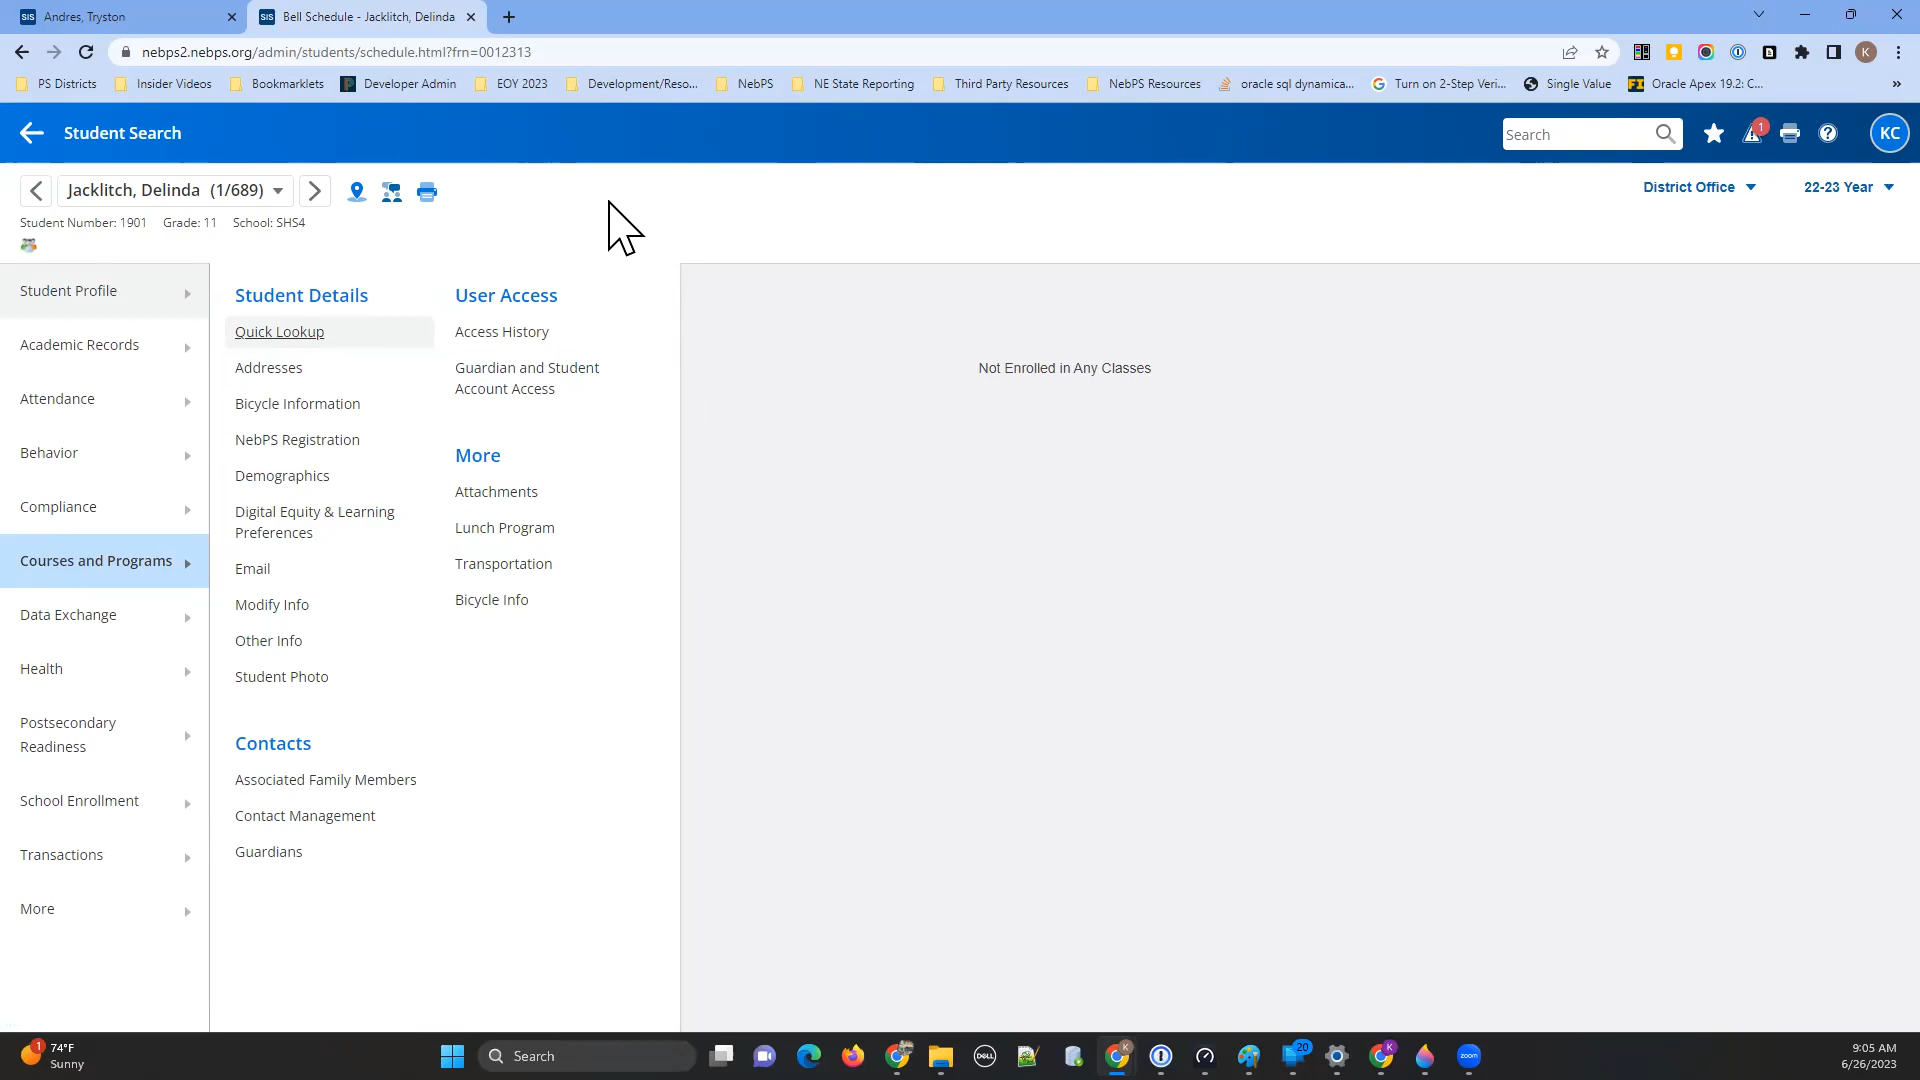 SIS Andres, Tryston
SIS Bell Schedule - Jacklitch, Delinda
nebps2.nebps.org/admin/students/schedule.html?frn=0012313
K
PS Districts
Insider Videos
Bookmarklets
Developer Admin
EOY 2023
Development/Reso...
NebPS
NE State Reporting
Third Party Resources
NebPS Resources
oracle sql dynamica...
Turn on 2-Step Veri...
Single Value
Oracle Apex 19.2: C...
Student Search
Search
1
KC
Jacklitch, Delinda (1/689)
District Office
22-23 Year
Student Number: 1901 Grade: 11 School: SHS4
Student Profile
Academic Records
Attendance
Behavior
Compliance
Courses and Programs
Data Exchange
Health
Postsecondary
Readiness
School Enrollment
Transactions
More
Student Details
Quick Lookup
Addresses
Bicycle Information
NebPS Registration
Demographics
Digital Equity & Learning
Preferences
Email
Modify Info
Other Info
Student Photo
Contacts
Associated Family Members
Contact Management
Guardians
User Access
Access History
Guardian and Student
Account Access
More
Attachments
Lunch Program
Transportation
Bicycle Info
Not Enrolled in Any Classes
1
74°F
Sunny
Search
DELL
K
20
K
zoom
9:05 AM
6/26/2023